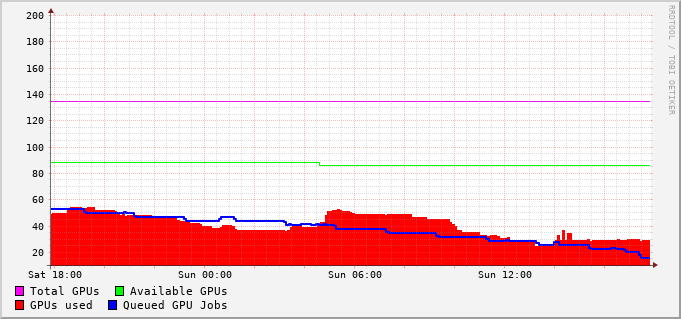 200
180
160
140
120
100
80
60
40
20
Sat 18:00 Sun 00:00 Sun 06:00 Sun 12:00
Total GPUs Available GPUs
GPUs used Queued GPU Jobs
RRDTOOL / TOBI OETIKER